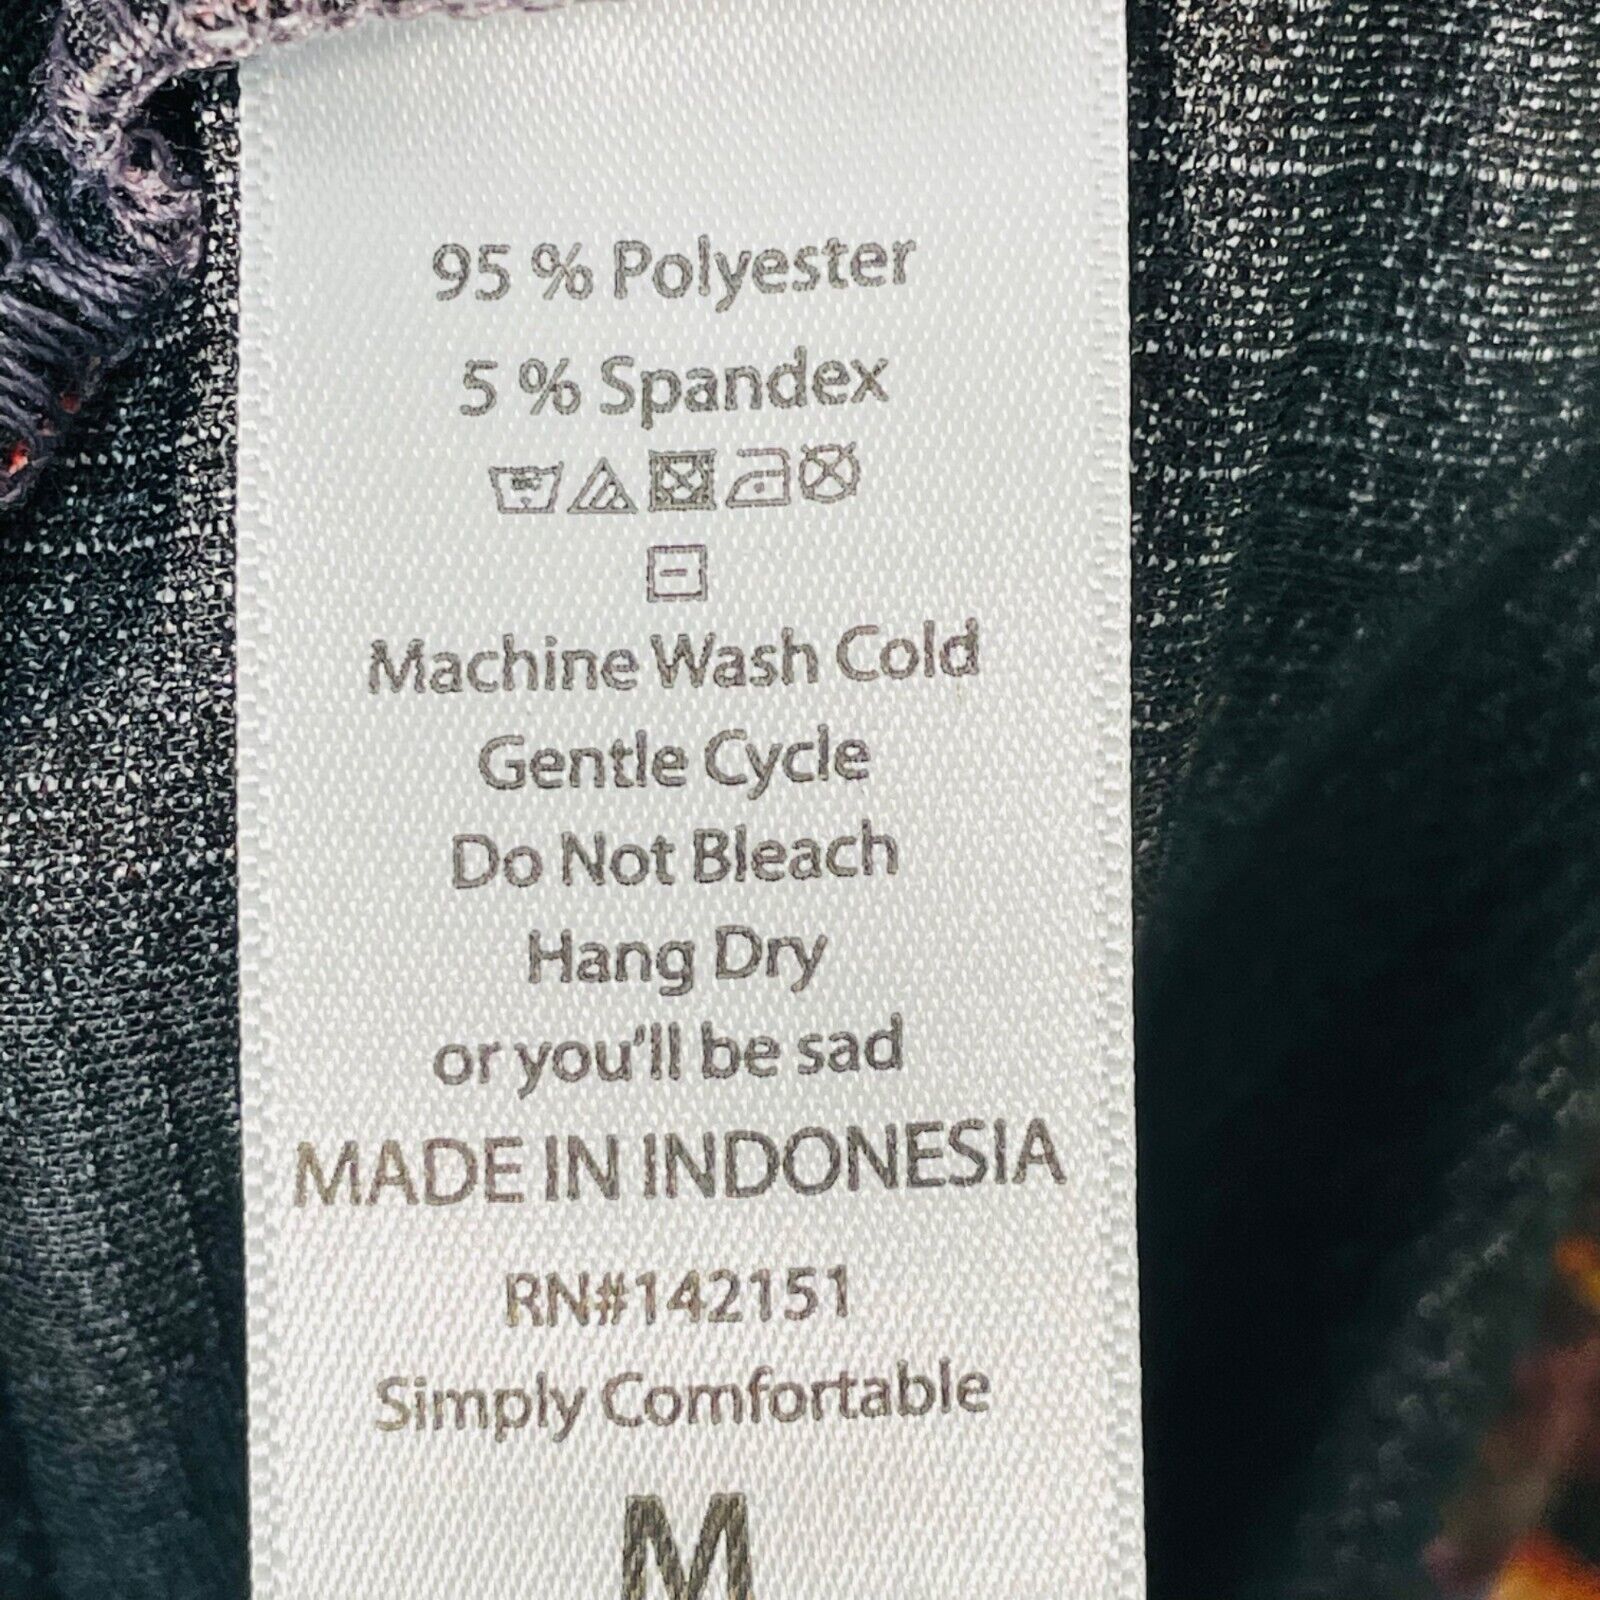 95 % Polyester
5 % Spandex
Machine Wash Cold
Gentle Cycle
Do Not Bleach
Hang Dry
or you'll be sad
MADE IN INDONESIA
RN#142151
Simply Comfortable
M